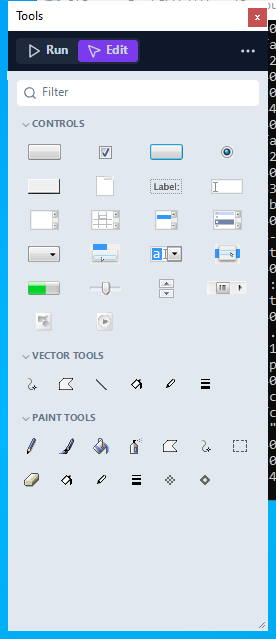 Tools
Run Edit
Filter
CONTROLS
Label:
a
VECTOR TOOLS
PAINT TOOLS